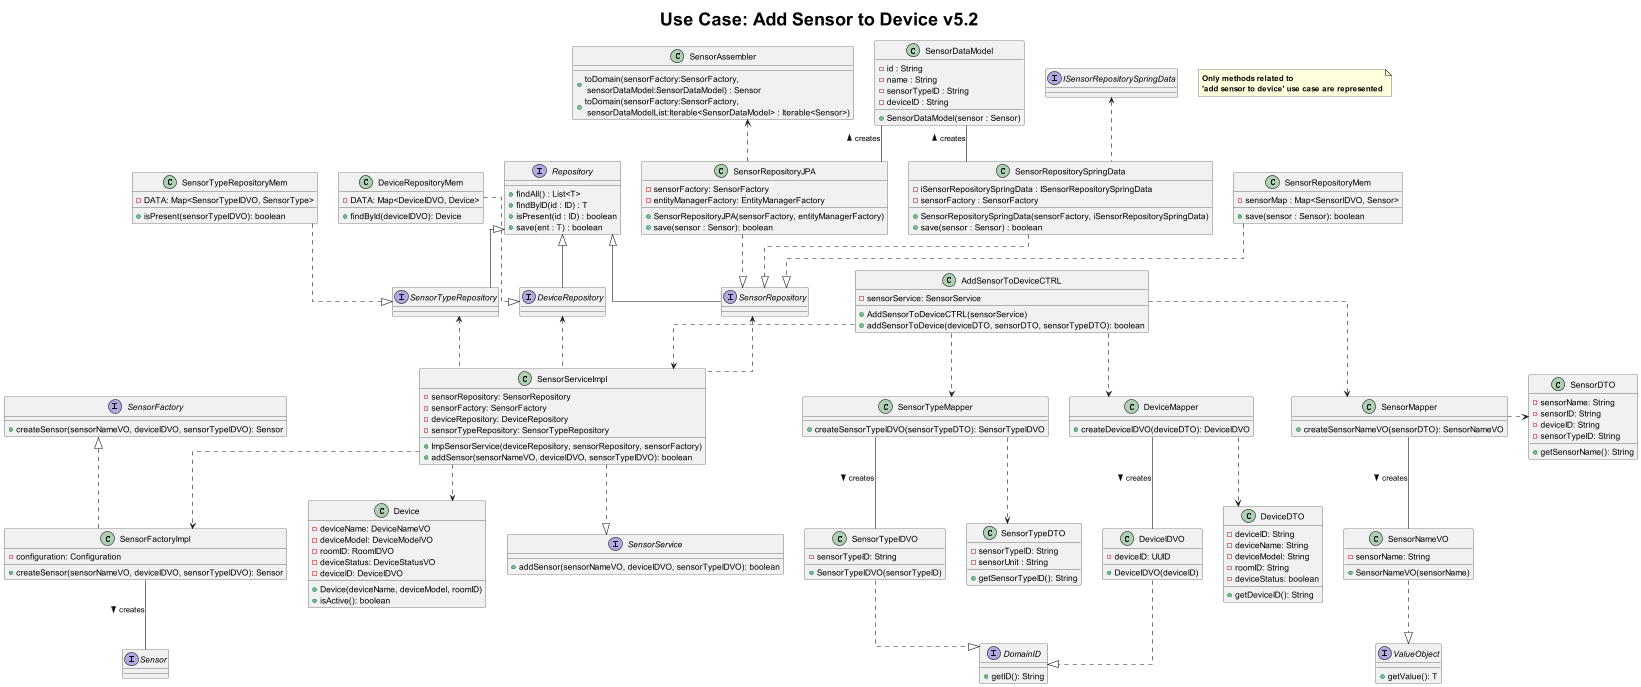 Use Case: Add Sensor to Device v5.2
C SensorAssembler
toDomain(sensorFactory:SensorFactory,
sensorDataModel:SensorDataModel) : Sensor
toDomain(sensorFactory:SensorFactory,
sensorDataModelList:Iterable<SensorDataModel> : Iterable<Sensor>)
C SensorDataModel
id : String
name : String
sensorTypeID : String
deviceID : String
SensorDataModel(sensor : Sensor)
I ISensorRepositorySpringData
Only methods related to
'add sensor to device' use case are represented
creates
creates
C SensorTypeRepositoryMem
DATA: Map<SensorTypeIDVO, SensorType>
isPresent(sensorTypeIDVO): boolean
C DeviceRepositoryMem
DATA: Map<DeviceIDVO, Device>
findById(deviceIDVO): Device
I Repository
findAll() : List<T>
findByID(id : ID) : T
isPresent(id : ID) : boolean
save(ent : T) : boolean
C SensorRepositoryJPA
sensorFactory: SensorFactory
entityManagerFactory: EntityManagerFactory
SensorRepositoryJPA(sensorFactory, entityManagerFactory)
save(sensor : Sensor): boolean
C SensorRepositorySpringData
iSensorRepositorySpringData : ISensorRepositorySpringData
sensorFactory : SensorFactory
SensorRepositorySpringData(sensorFactory, iSensorRepositorySpringData)
save(sensor : Sensor) : boolean
C SensorRepositoryMem
sensorMap : Map<SensorIDVO, Sensor>
save(sensor : Sensor): boolean
I SensorTypeRepository
I DeviceRepository
I SensorRepository
C AddSensorToDeviceCTRL
sensorService: SensorService
AddSensorToDeviceCTRL(sensorService)
addSensorToDevice(deviceDTO, sensorDTO, sensorTypeDTO): boolean
I SensorFactory
createSensor(sensorNameVO, deviceIDVO, sensorTypeIDVO): Sensor
C SensorServiceImpl
sensorRepository: SensorRepository
sensorFactory: SensorFactory
deviceRepository: DeviceRepository
sensorTypeRepository: SensorTypeRepository
ImpSensorService(deviceRepository, sensorRepository, sensorFactory)
addSensor(sensorNameVO, deviceIDVO, sensorTypeIDVO): boolean
C SensorTypeMapper
createSensorTypeIDVO(sensorTypeDTO): SensorTypeIDVO
C DeviceMapper
createDeviceIDVO(deviceDTO): DeviceIDVO
C SensorMapper
createSensorNameVO(sensorDTO): SensorNameVO
C SensorDTO
sensorName: String
sensorID: String
deviceID: String
sensorTypeID: String
getSensorName(): String
creates
creates
creates
C SensorFactoryImpl
configuration: Configuration
createSensor(sensorNameVO, deviceIDVO, sensorTypeIDVO): Sensor
C Device
deviceName: DeviceNameVO
deviceModel: DeviceModelVO
roomID: RoomIDVO
deviceStatus: DeviceStatusVO
deviceID: DeviceIDVO
Device(deviceName, deviceModel, roomID)
isActive(): boolean
I SensorService
addSensor(sensorNameVO, deviceIDVO, sensorTypeIDVO): boolean
C SensorTypeIDVO
sensorTypeID: String
SensorTypeIDVO(sensorTypeID)
C SensorTypeDTO
sensorTypeID: String
sensorUnit : String
getSensorTypeID(): String
C DeviceIDVO
deviceID: UUID
DeviceIDVO(deviceID)
C DeviceDTO
deviceID: String
deviceName: String
deviceModel: String
roomID: String
deviceStatus: boolean
getDeviceID(): String
C SensorNameVO
sensorName: String
SensorNameVO(sensorName)
creates
I Sensor
I DomainID
getID(): String
I ValueObject
getValue(): T